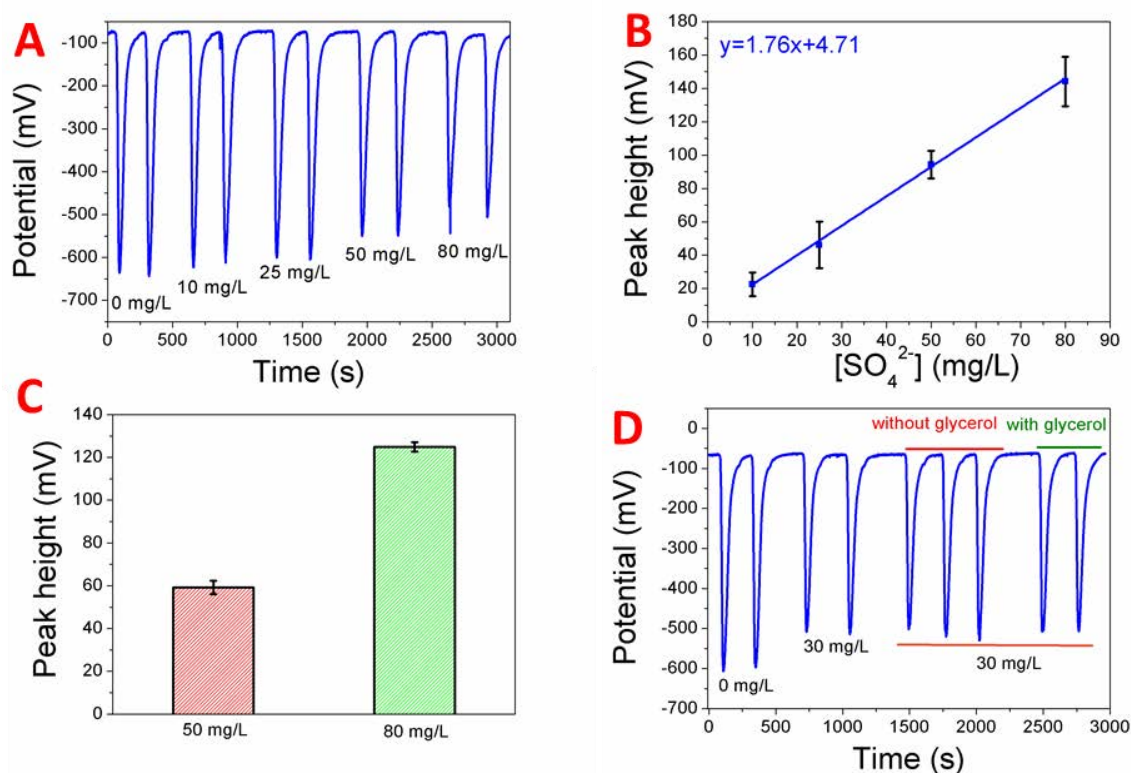 A
Potential (mV)
-100
-200
-300
-400
-500
-600
-700
0 mg/L
10 mg/L
25 mg/L
50 mg/L
80 mg/L
0 500 1000 1500 2000 2500 3000
Time (s)
B
y=1.76x+4.71
Peak height (mV)
180
160
140
120
100
80
60
40
20
0
0 10 20 30 40 50 60 70 80 90
[SO₄²⁻] (mg/L)
C
Peak height (mV)
140
120
100
80
60
40
20
0
50 mg/L 80 mg/L
D
without glycerol with glycerol
Potential (mV)
0
-100
-200
-300
-400
-500
-600
-700
0 mg/L
30 mg/L
30 mg/L
0 500 1000 1500 2000 2500 3000
Time (s)